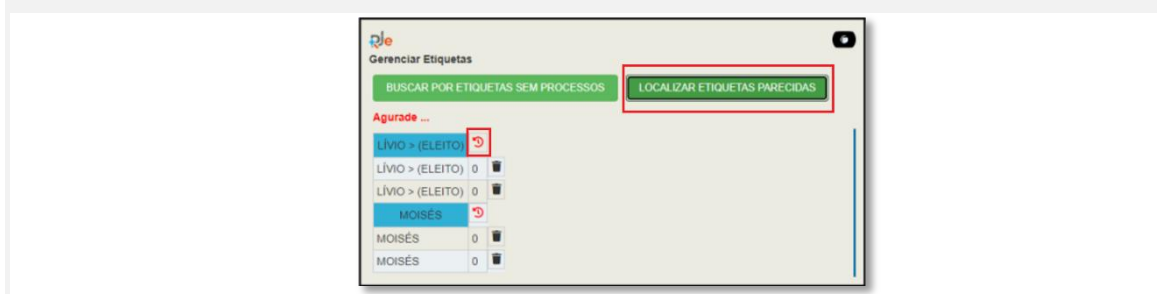 PJe
Gerenciar Etiquetas
BUSCAR POR ETIQUETAS SEM PROCESSOS LOCALIZAR ETIQUETAS PARECIDAS
Agurade ...
LÍVIO > (ELEITO)
LÍVIO > (ELEITO) 0
LÍVIO > (ELEITO) 0
MOISÉS
MOISÉS 0
MOISÉS 0